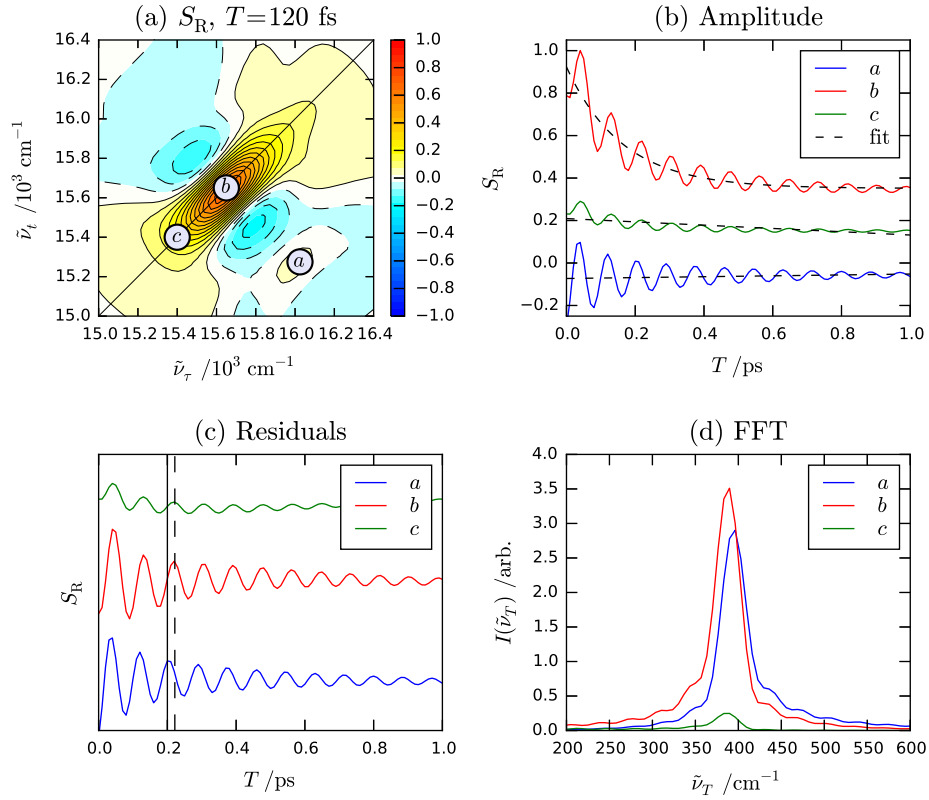 (a) S_R, T=120 fs
16.4
16.2
16.0
15.8
15.6
15.4
15.2
15.0
ν̃_t /10³ cm⁻¹
b
c
a
15.0 15.2 15.4 15.6 15.8 16.0 16.2 16.4
ν̃_τ /10³ cm⁻¹
1.0
0.8
0.6
0.4
0.2
0.0
−0.2
−0.4
−0.6
−0.8
−1.0
(b) Amplitude
1.0
0.8
0.6
0.4
0.2
0.0
−0.2
S_R
a
b
c
fit
0.0 0.2 0.4 0.6 0.8 1.0
T /ps
(c) Residuals
S_R
a
b
c
0.0 0.2 0.4 0.6 0.8 1.0
T /ps
(d) FFT
4.0
3.5
3.0
2.5
2.0
1.5
1.0
0.5
0.0
I(ν̃_T) /arb.
a
b
c
200 250 300 350 400 450 500 550 600
ν̃_T /cm⁻¹